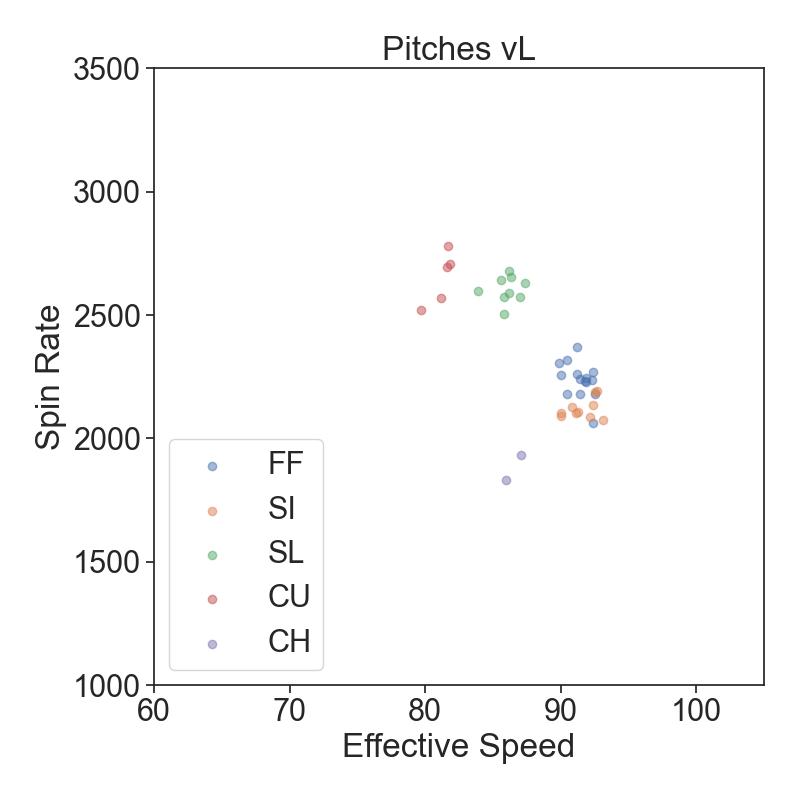 Pitches vL
3500
3000
2500
2000
1500
1000
Spin Rate
FF
SI
SL
CU
CH
60 70 80 90 100
Effective Speed